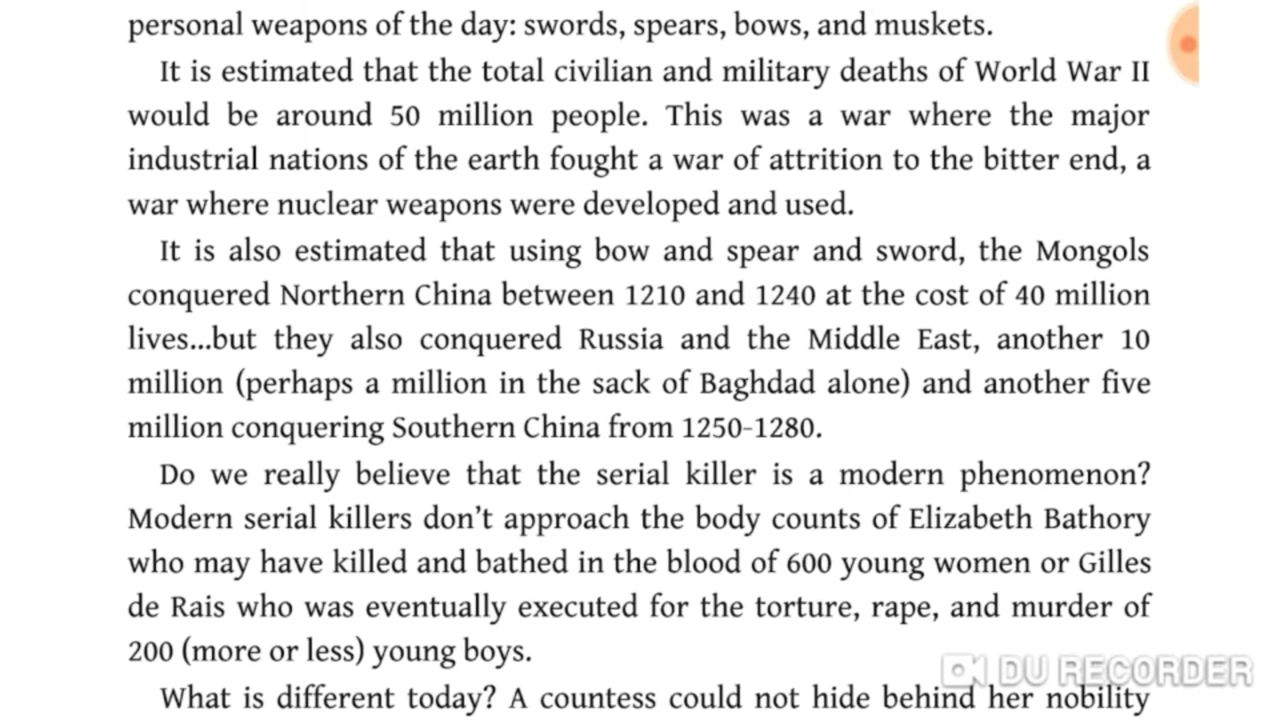 personal weapons of the day: swords, spears, bows, and muskets.
It is estimated that the total civilian and military deaths of World War II
would be around 50 million people. This was a war where the major
industrial nations of the earth fought a war of attrition to the bitter end, a
war where nuclear weapons were developed and used.
It is also estimated that using bow and spear and sword, the Mongols
conquered Northern China between 1210 and 1240 at the cost of 40 million
lives...but they also conquered Russia and the Middle East, another 10
million (perhaps a million in the sack of Baghdad alone) and another five
million conquering Southern China from 1250-1280.
Do we really believe that the serial killer is a modern phenomenon?
Modern serial killers don’t approach the body counts of Elizabeth Bathory
who may have killed and bathed in the blood of 600 young women or Gilles
de Rais who was eventually executed for the torture, rape, and murder of
200 (more or less) young boys.
DU RECORDER
What is different today? A countess could not hide behind her nobility